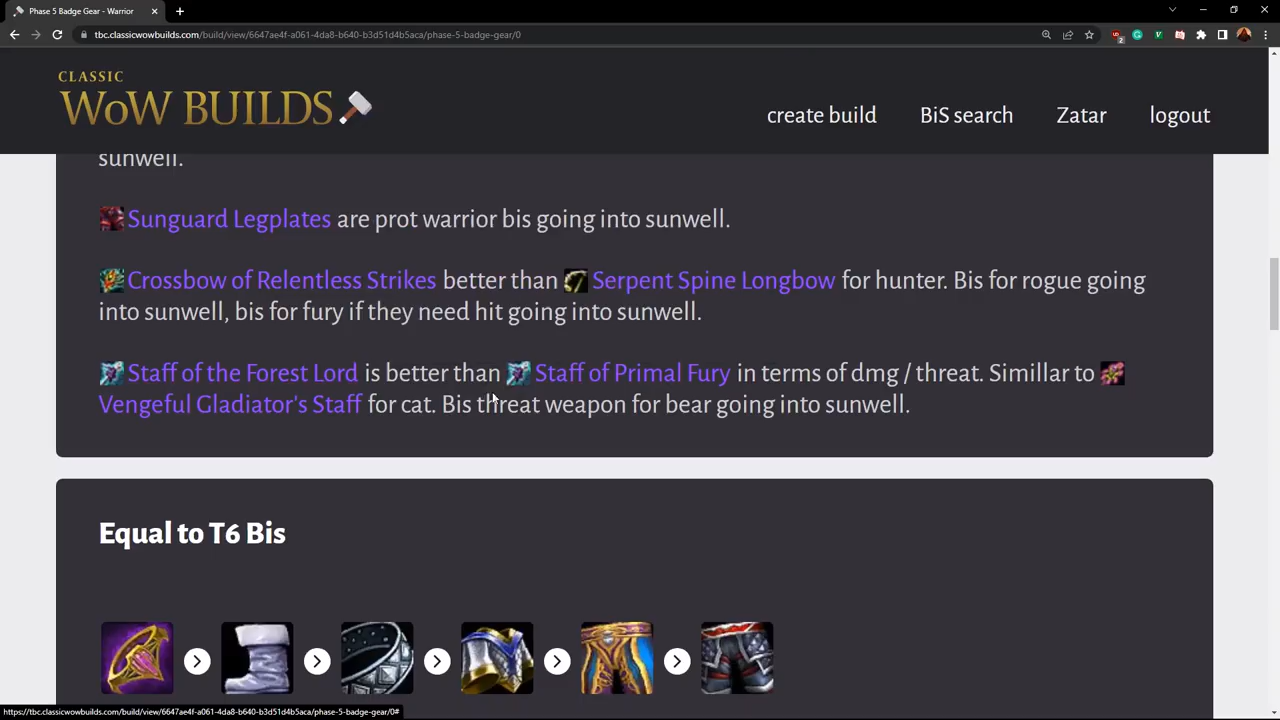 Phase 5 Badge Gear - Warrior
tbc.classicwowbuilds.com/build/view/6647ae4f-a061-4da8-b640-b3d51d4b5aca/phase-5-badge-gear/0
2
CLASSIC
WoW BUILDS
create build
BiS search
Zatar
logout
sunwell.
Sunguard Legplates are prot warrior bis going into sunwell.
Crossbow of Relentless Strikes better than Serpent Spine Longbow for hunter. Bis for rogue going
into sunwell, bis for fury if they need hit going into sunwell.
Staff of the Forest Lord is better than Staff of Primal Fury in terms of dmg / threat. Simillar to
Vengeful Gladiator's Staff for cat. Bis threat weapon for bear going into sunwell.
Equal to T6 Bis
https://tbc.classicwowbuilds.com/build/view/6647ae4f-a061-4da8-b640-b3d51d4b5aca/phase-5-badge-gear/0#